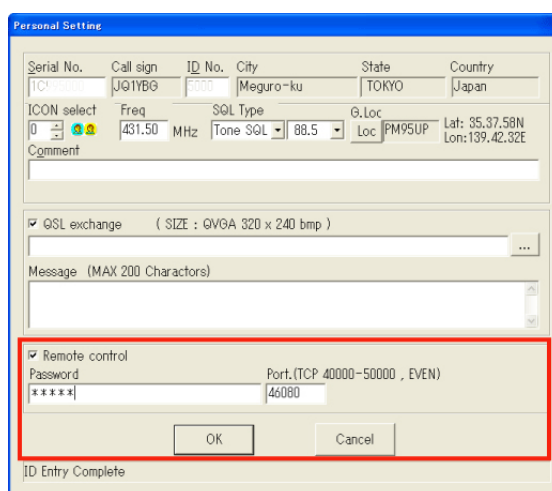 Personal Setting
Serial No. Call sign ID No. City State Country
JQ1YBG Meguro-ku TOKYO Japan
ICON select Freq SQL Type G.Loc
0 431.50 MHz Tone SQL 88.5 Loc PM95UP Lat: 35.37.58N
Lon:139.42.32E
Comment
QSL exchange ( SIZE : QVGA 320 x 240 bmp )
...
Message (MAX 200 Charactors)
Remote control
Password Port.(TCP 40000-50000 , EVEN)
***** 46080
OK Cancel
ID Entry Complete